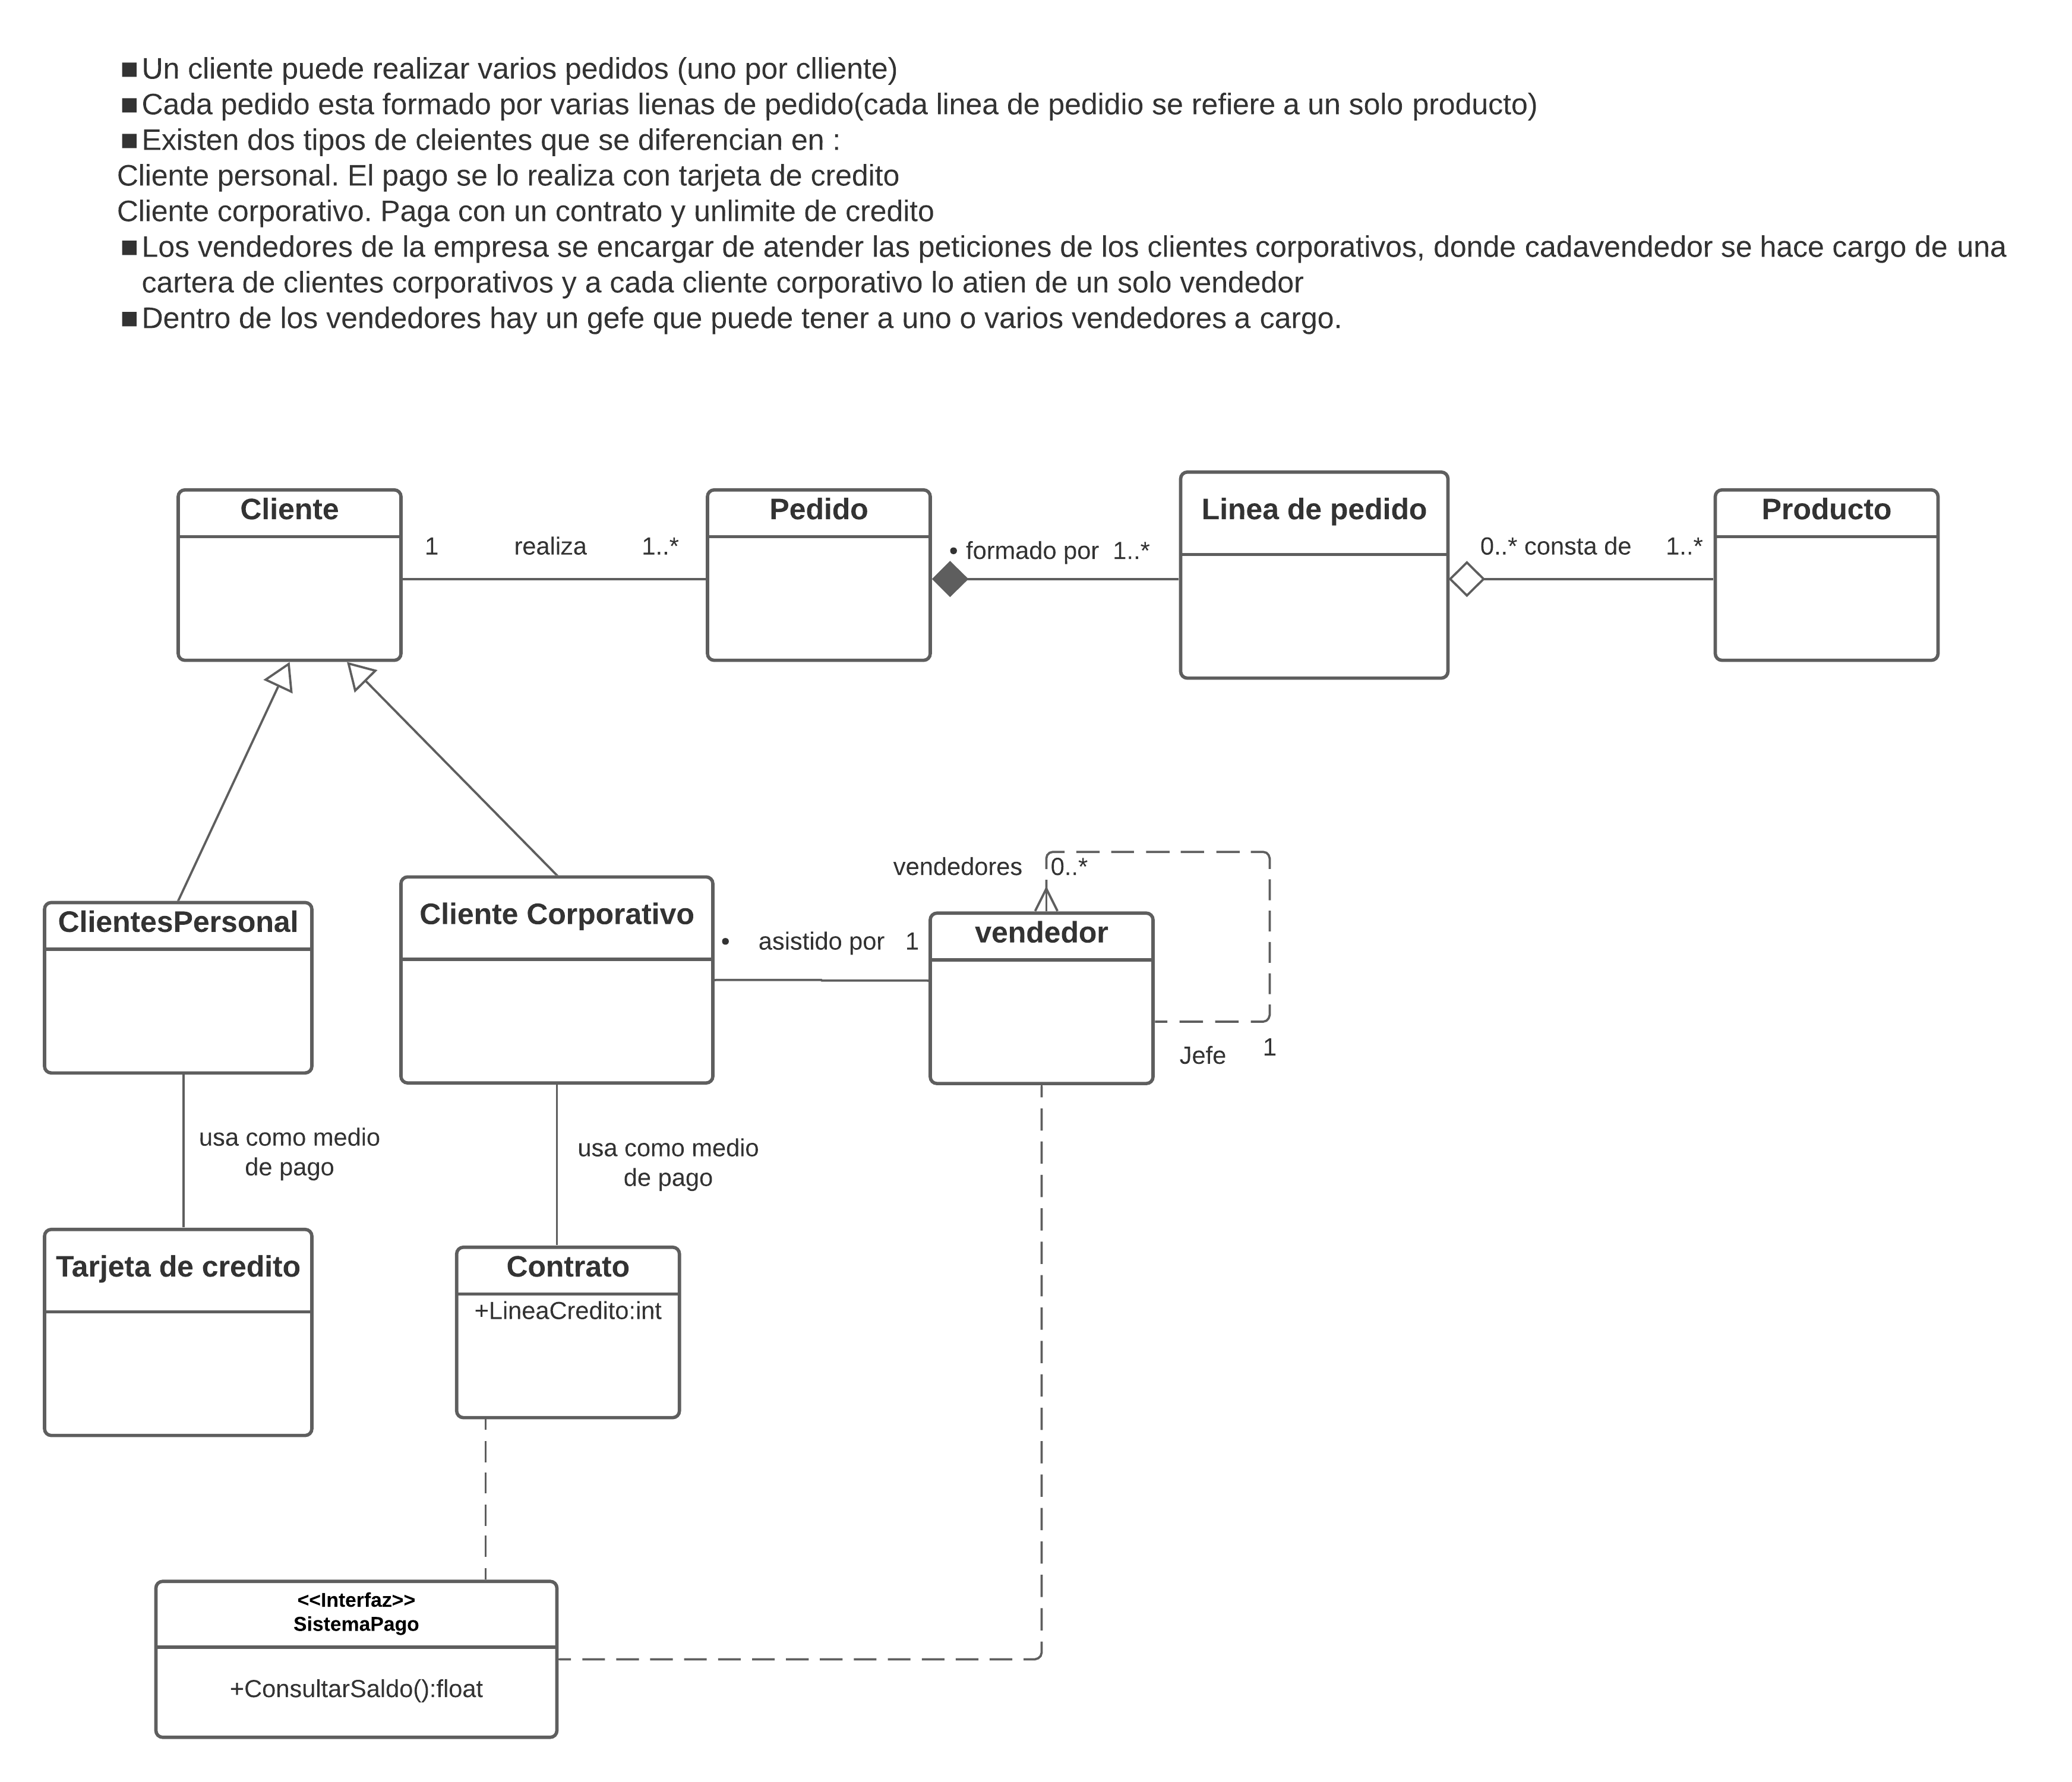 ■Un cliente puede realizar varios pedidos (uno por clliente)
■Cada pedido esta formado por varias lienas de pedido(cada linea de pedidio se refiere a un solo producto)
■Existen dos tipos de cleientes que se diferencian en :
Cliente personal. El pago se lo realiza con tarjeta de credito
Cliente corporativo. Paga con un contrato y unlimite de credito
■Los vendedores de la empresa se encargar de atender las peticiones de los clientes corporativos, donde cadavendedor se hace cargo de una
cartera de clientes corporativos y a cada cliente corporativo lo atien de un solo vendedor
■Dentro de los vendedores hay un gefe que puede tener a uno o varios vendedores a cargo.
Cliente
1 realiza 1..*
Pedido
• formado por 1..*
Linea de pedido
0..* consta de 1..*
Producto
ClientesPersonal
Cliente Corporativo
• asistido por 1
vendedores 0..*
vendedor
Jefe 1
usa como medio
de pago
usa como medio
de pago
Tarjeta de credito
Contrato
+LineaCredito:int
<<Interfaz>>
SistemaPago
+ConsultarSaldo():float